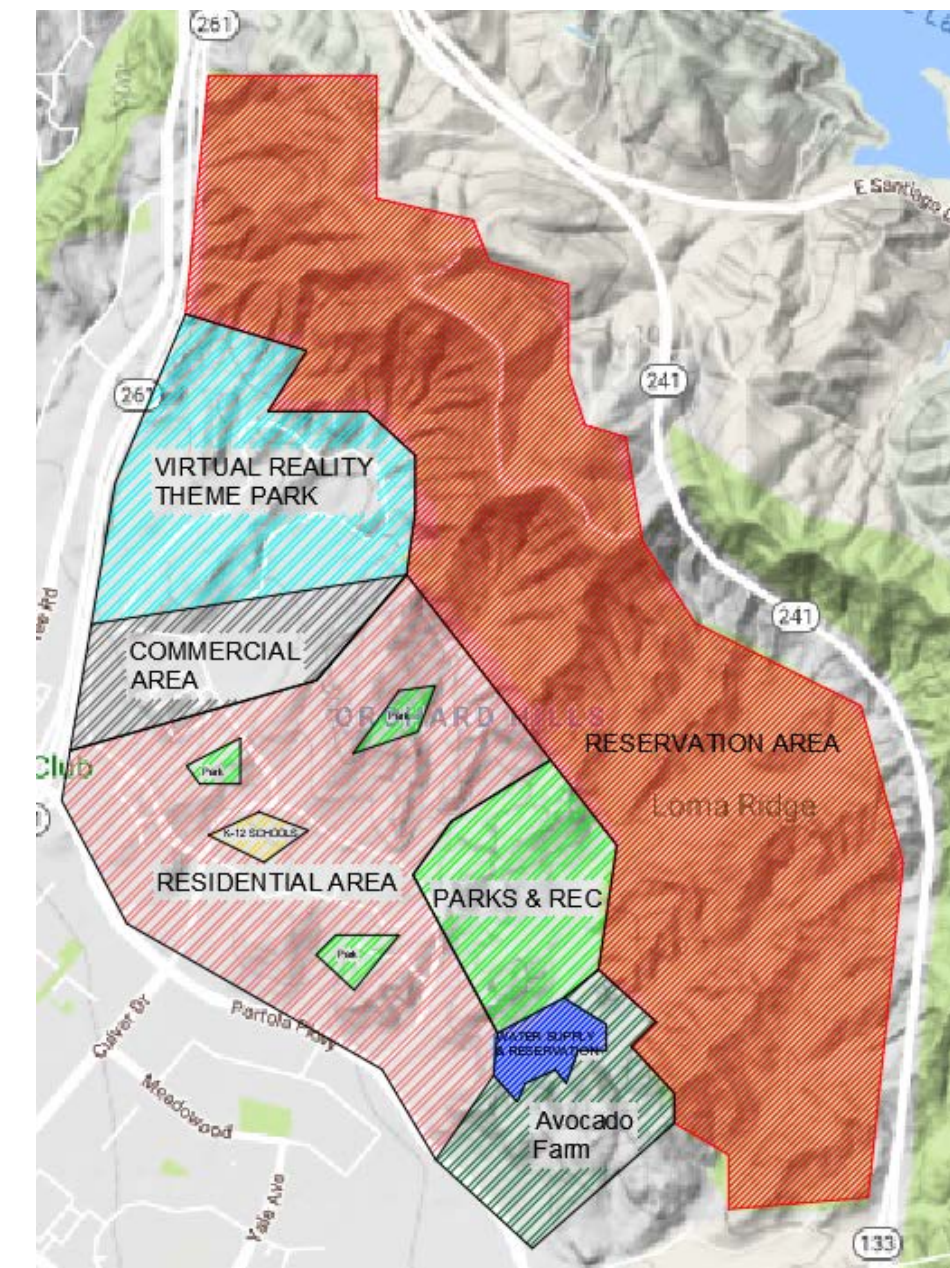 261
E Santiago
241
261
VIRTUAL REALITY
THEME PARK
241
COMMERCIAL
AREA
ORCHARD HILLS
Park
RESERVATION AREA
Club
Park
Loma Ridge
K-12 SCHOOLS
RESIDENTIAL AREA
PARKS & REC
Park
Portola Pkwy
Culver Dr
WATER SUPPLY
& RESERVATION
Meadowood
Avocado
Farm
Yale Ave
133